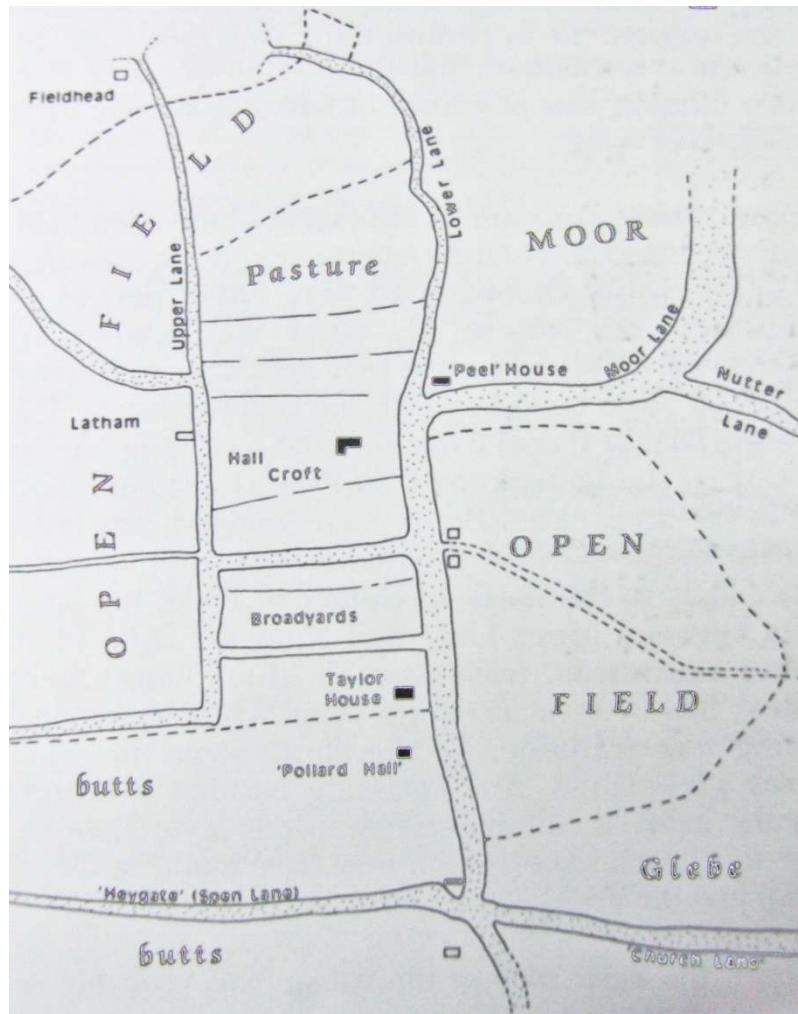 Fieldhead
FIELD
Lower Lane
MOOR
Pasture
Upper Lane
'Peel' House
Moor Lane
Nutter
Lane
Latham
Hall
Croft
OPEN
OPEN
Broadyards
Taylor
House
FIELD
'Pollard Hall'
butts
Glebe
'Heygate' (Spen Lane)
butts
'Church Lane'